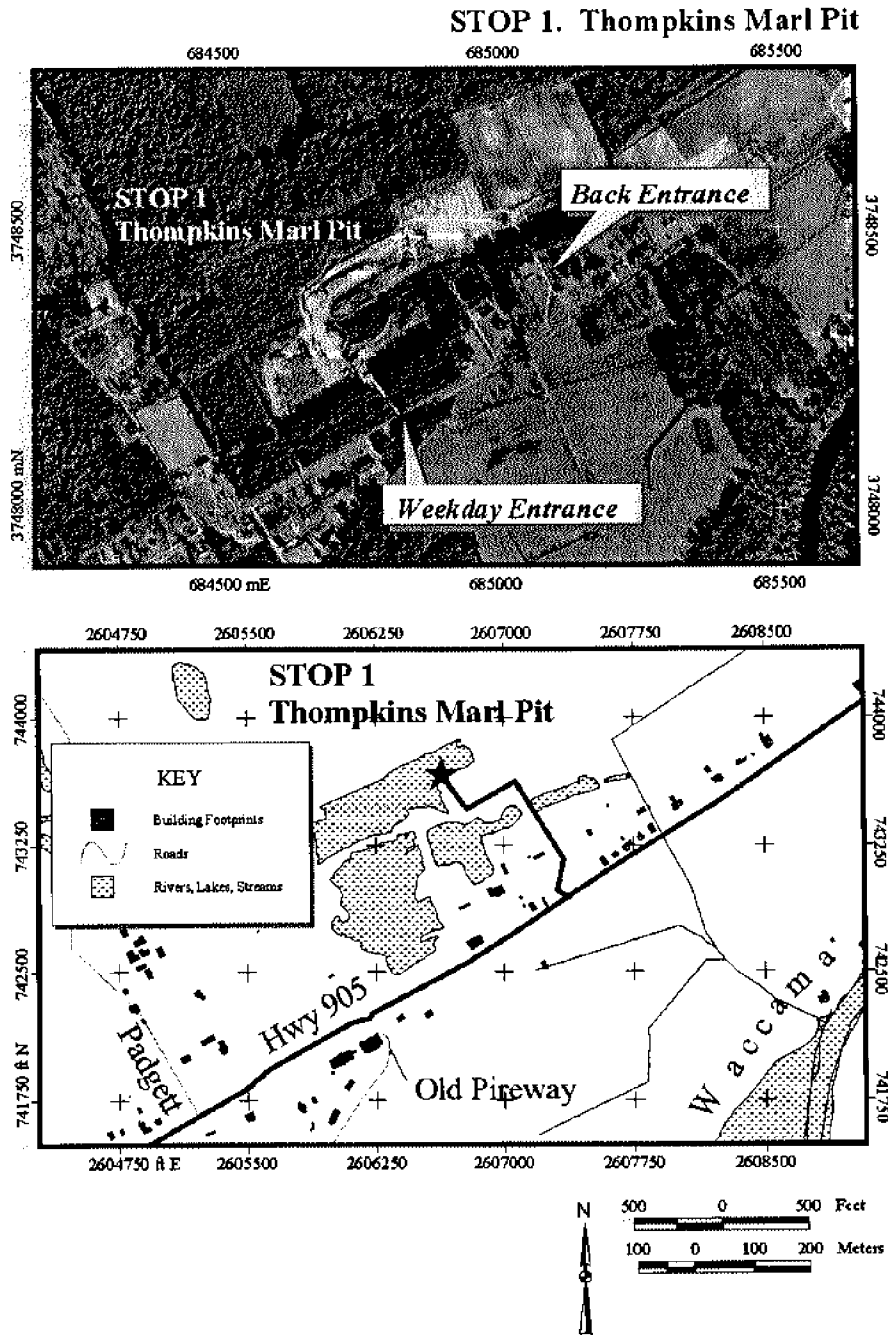 STOP 1. Thompkins Marl Pit
684500 685000 685500
STOP 1
Thompkins Marl Pit
Back Entrance
3748500
3748500
Weekday Entrance
3748000 mN
3748000
684500 mE 685000 685500
2604750 2605500 2606250 2607000 2607750 2608500
STOP 1
Thompkins Marl Pit
744000
744000
KEY
Building Footprints
Roads
Rivers, Lakes, Streams
743250
743250
742500
742500
Hwy 905
Padgett
Old Pireway
Waccama
741750 ft N
741750
2604750 ft E 2605500 2606250 2607000 2607750 2608500
N
500 0 500 Feet
100 0 100 200 Meters